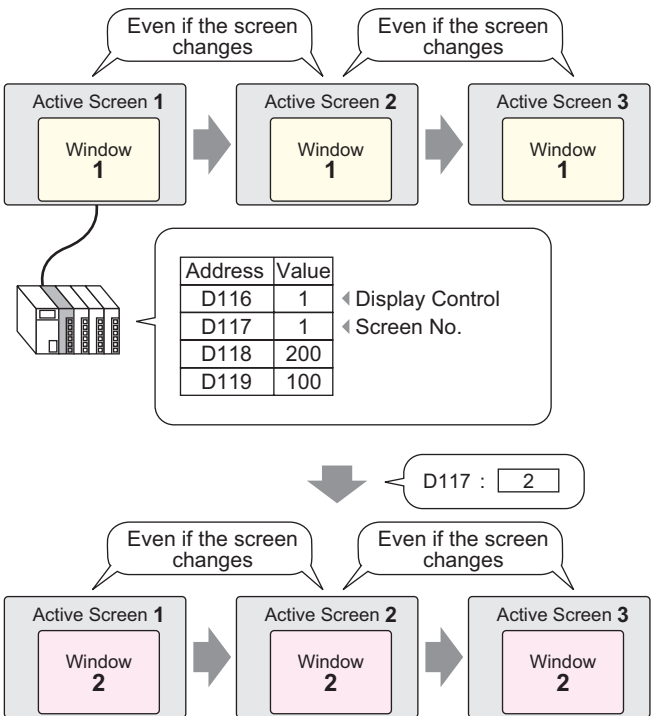 Even if the screen
changes
Even if the screen
changes
Active Screen 1
Active Screen 2
Active Screen 3
Window
1
Window
1
Window
1
Address Value
D116 1 Display Control
D117 1 Screen No.
D118 200
D119 100
D117 : 2
Even if the screen
changes
Even if the screen
changes
Active Screen 1
Active Screen 2
Active Screen 3
Window
2
Window
2
Window
2